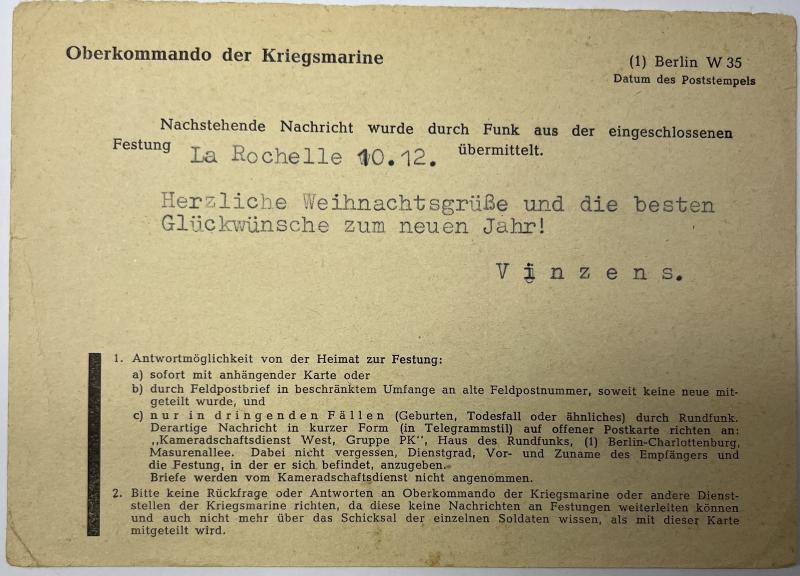 Oberkommando der Kriegsmarine
(1) Berlin W 35
Datum des Poststempels
Nachstehende Nachricht wurde durch Funk aus der eingeschlossenen
Festung La Rochelle 10.12. übermittelt.
Herzliche Weihnachtsgrüße und die besten
Glückwünsche zum neuen Jahr!
Vinzens.
1. Antwortmöglichkeit von der Heimat zur Festung:
a) sofort mit anhängender Karte oder
b) durch Feldpostbrief in beschränktem Umfange an alte Feldpostnummer, soweit keine neue mit-
geteilt wurde, und
c) nur in dringenden Fällen (Geburten, Todesfall oder ähnliches) durch Rundfunk.
Derartige Nachricht in kurzer Form (in Telegrammstil) auf offener Postkarte richten an:
„Kameradschaftsdienst West, Gruppe PK", Haus des Rundfunks, (1) Berlin-Charlottenburg,
Masurenallee. Dabei nicht vergessen, Dienstgrad, Vor- und Zuname des Empfängers und
die Festung, in der er sich befindet, anzugeben.
Briefe werden vom Kameradschaftsdienst nicht angenommen.
2. Bitte keine Rückfrage oder Antworten an Oberkommando der Kriegsmarine oder andere Dienst-
stellen der Kriegsmarine richten, da diese keine Nachrichten an Festungen weiterleiten können
und auch nicht mehr über das Schicksal der einzelnen Soldaten wissen, als mit dieser Karte
mitgeteilt wird.